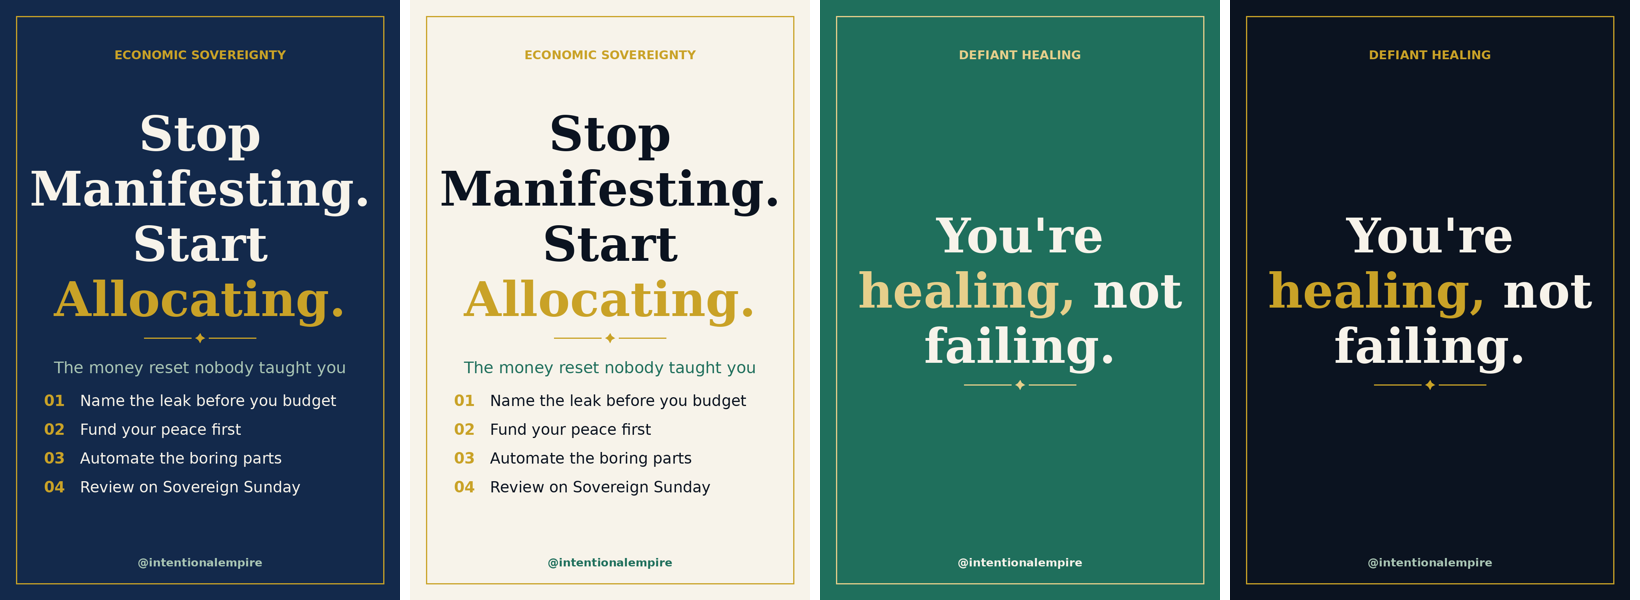 ECONOMIC SOVEREIGNTY
Stop
Manifesting.
Start
Allocating.
The money reset nobody taught you
01 Name the leak before you budget
02 Fund your peace first
03 Automate the boring parts
04 Review on Sovereign Sunday
@intentionalempire
ECONOMIC SOVEREIGNTY
Stop
Manifesting.
Start
Allocating.
The money reset nobody taught you
01 Name the leak before you budget
02 Fund your peace first
03 Automate the boring parts
04 Review on Sovereign Sunday
@intentionalempire
DEFIANT HEALING
You're
healing, not
failing.
@intentionalempire
DEFIANT HEALING
You're
healing, not
failing.
@intentionalempire